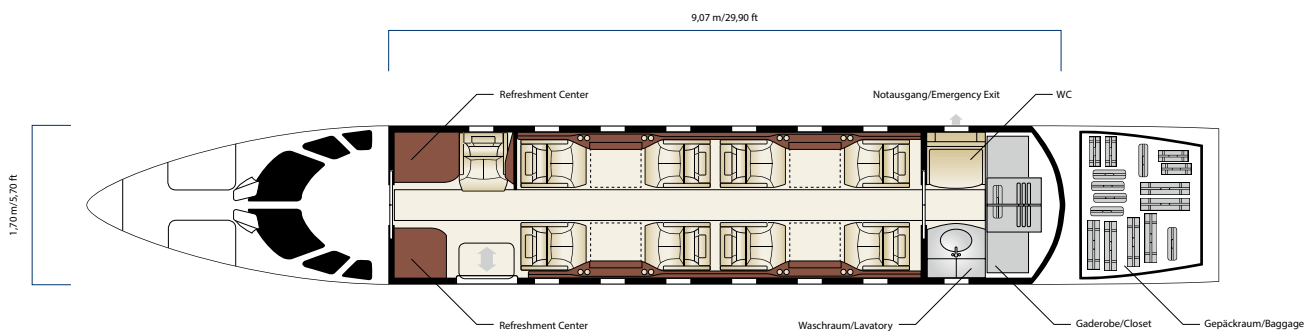 9,07 m/29,90 ft
Refreshment Center
Notausgang/Emergency Exit
WC
1,70 m/5,70 ft
Refreshment Center
Waschraum/Lavatory
Gaderobe/Closet
Gepäckraum/Baggage